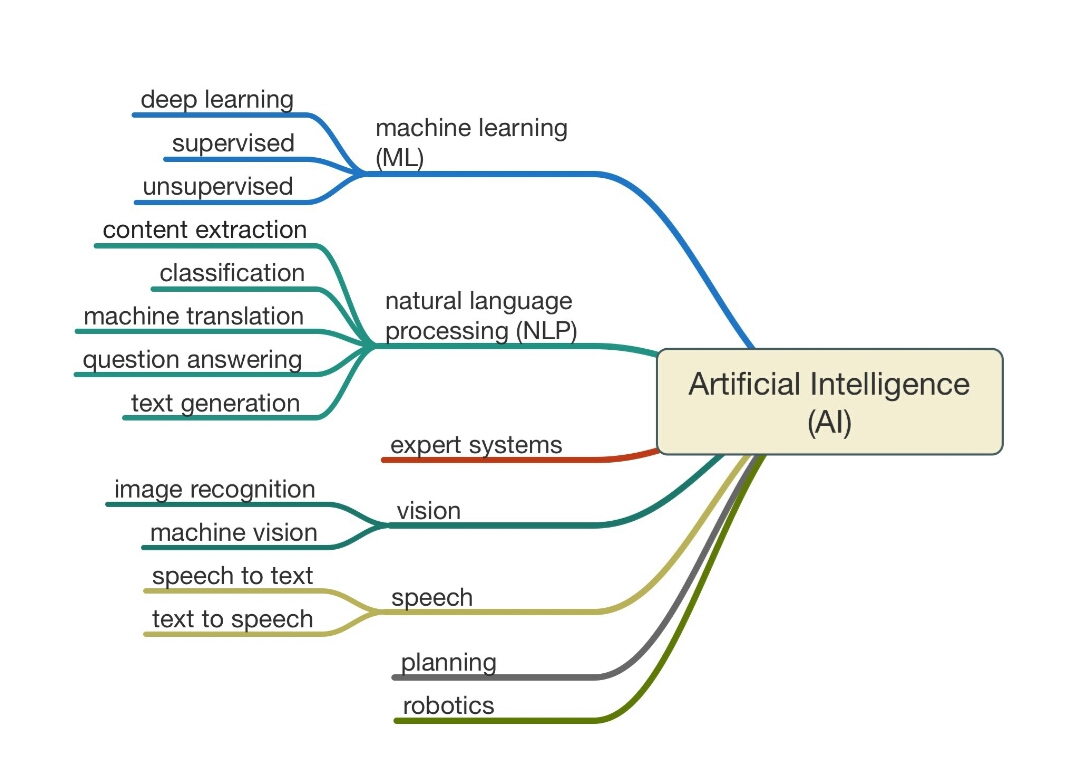 deep learning
supervised
unsupervised
machine learning
(ML)
content extraction
classification
machine translation
question answering
text generation
natural language
processing (NLP)
expert systems
image recognition
machine vision
vision
speech to text
text to speech
speech
planning
robotics
Artificial Intelligence
(AI)